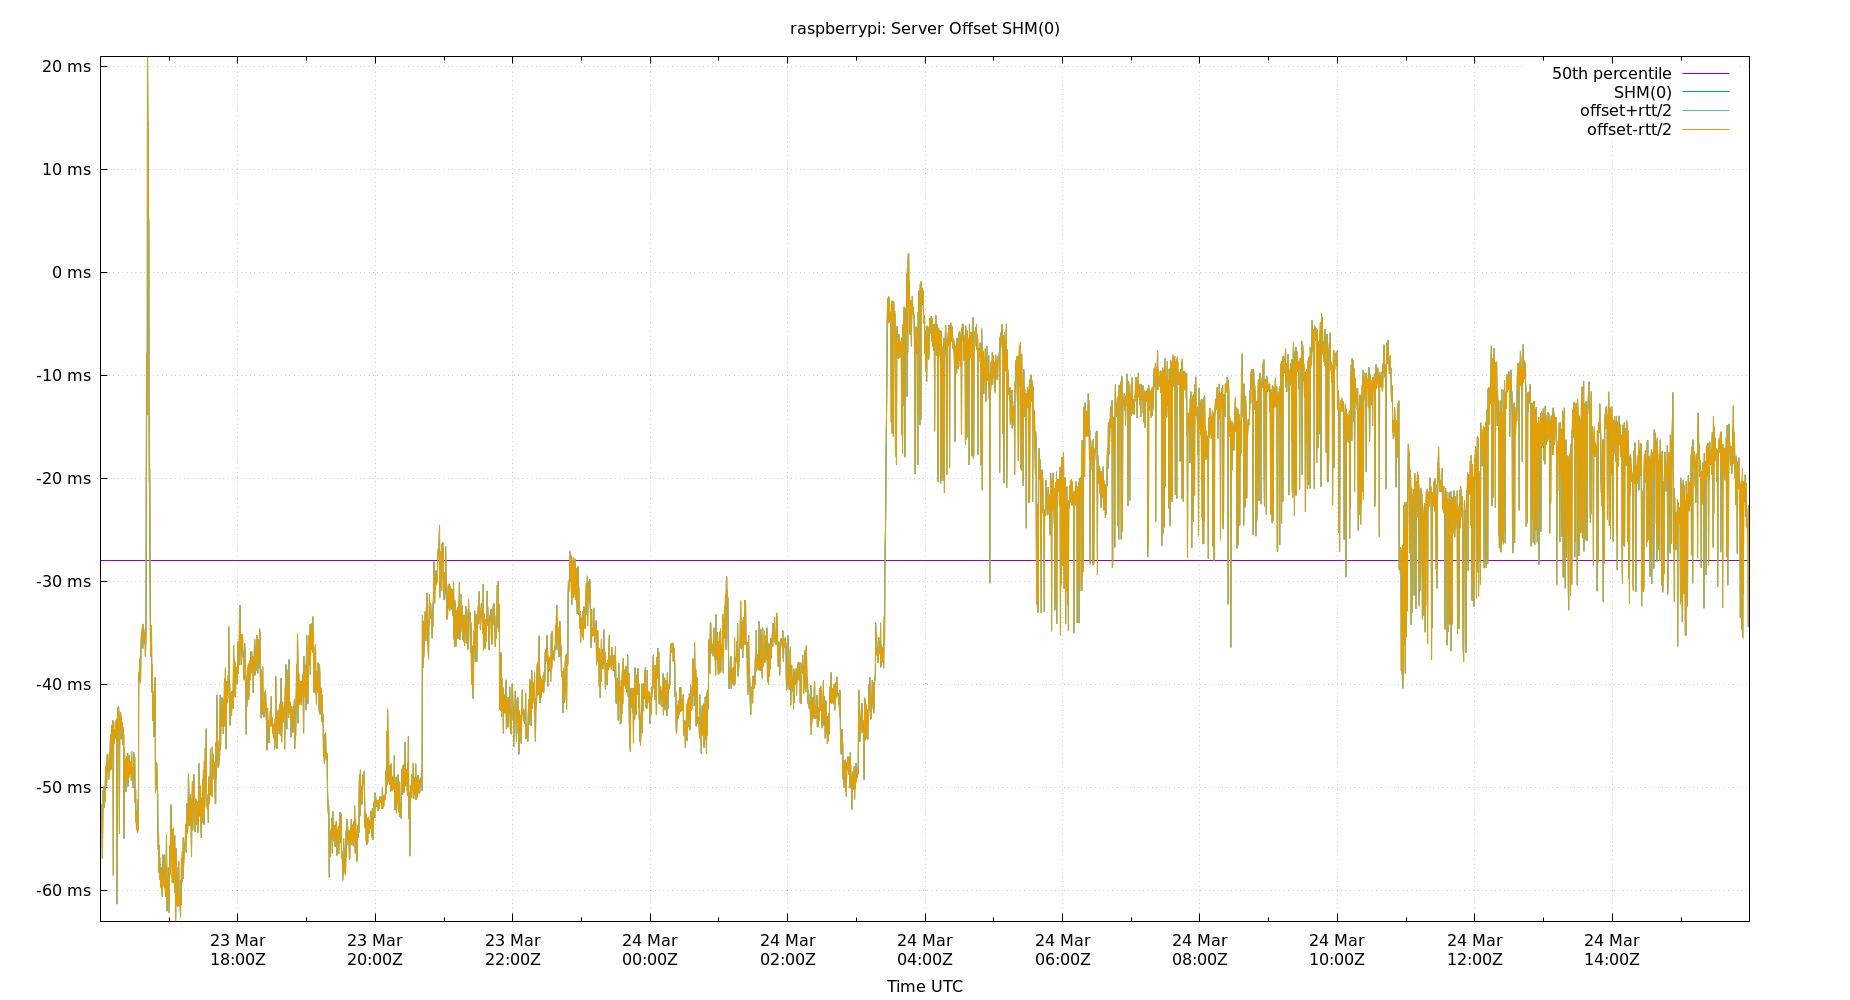 raspberrypi: Server Offset SHM(0)
50th percentile
SHM(0)
offset+rtt/2
offset-rtt/2
20 ms
10 ms
0 ms
-10 ms
-20 ms
-30 ms
-40 ms
-50 ms
-60 ms
23 Mar 23 Mar 23 Mar 24 Mar 24 Mar 24 Mar 24 Mar 24 Mar 24 Mar 24 Mar 24 Mar
18:00Z 20:00Z 22:00Z 00:00Z 02:00Z 04:00Z 06:00Z 08:00Z 10:00Z 12:00Z 14:00Z
Time UTC